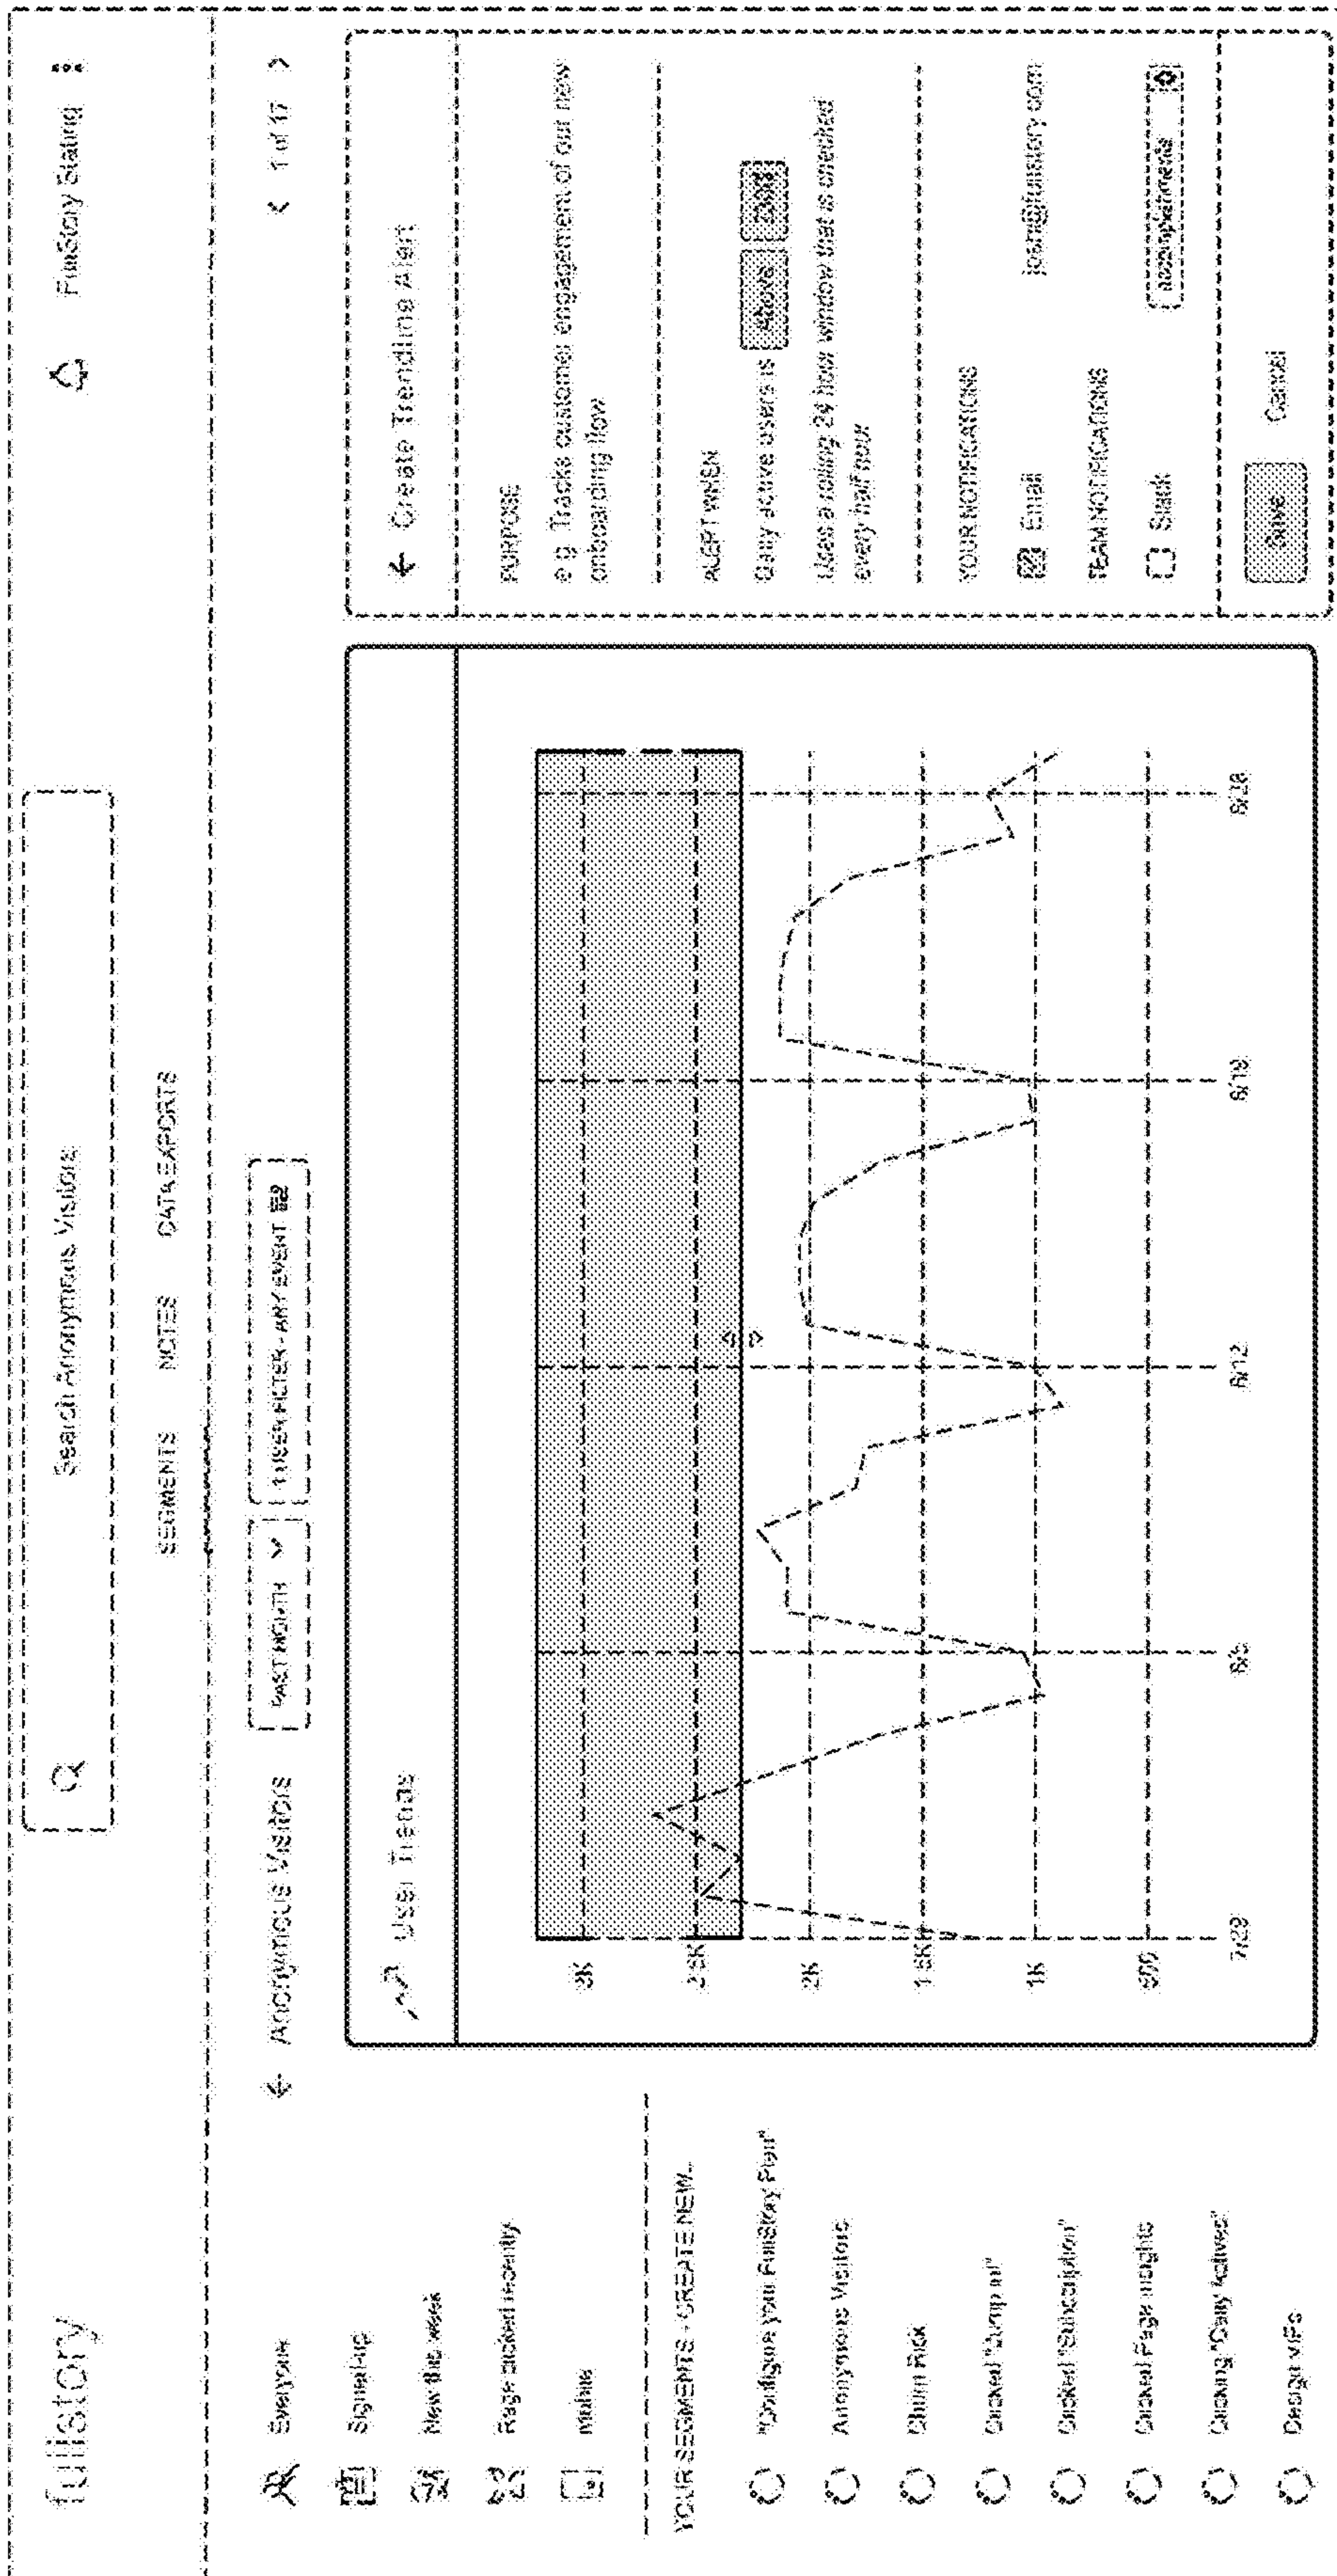 fullstory
Search Anonymous Visitors
FullStory Staging
SEGMENTS NOTES DATA EXPORTS
Everyone
Signed-up
New this week
Rage clicked recently
Mobile
YOUR SEGMENTS - CREATE NEW...
"Configure your FullStory Plan"
Anonymous Visitors
Churn Risk
Clicked "Jump in!"
Clicked "Subscription"
Clicked Page Insights
Clicking "Daily Actives"
Design VIPs
Anonymous Visitors
PAST MONTH
1 USER FILTER - ANY EVENT
1 of 17
User Trends
3K
2.5K
2K
1.5K
1K
500
7/29
8/5
8/12
8/19
Create Trendline Alert
PURPOSE
e.g. Tracks customer engagement of our new
onboarding flow
ALERT WHEN
Daily active users is Above
Uses a rolling 24 hour window that is checked
every half hour
YOUR NOTIFICATIONS
Email
TEAM NOTIFICATIONS
Slack
Save Cancel